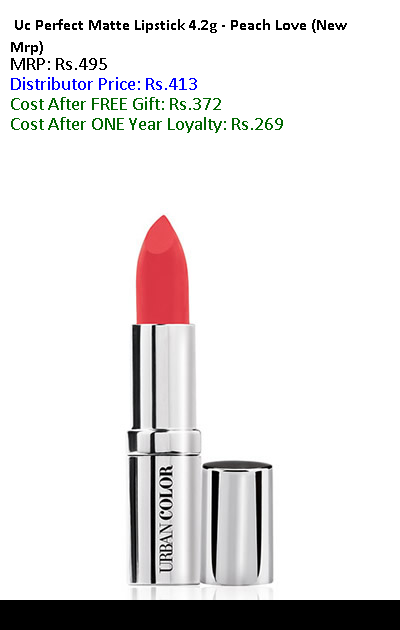 Uc Perfect Matte Lipstick 4.2g - Peach Love (New
Mrp)
MRP: Rs.495
Distributor Price: Rs.413
Cost After FREE Gift: Rs.372
Cost After ONE Year Loyalty: Rs.269
URBAN COLOR